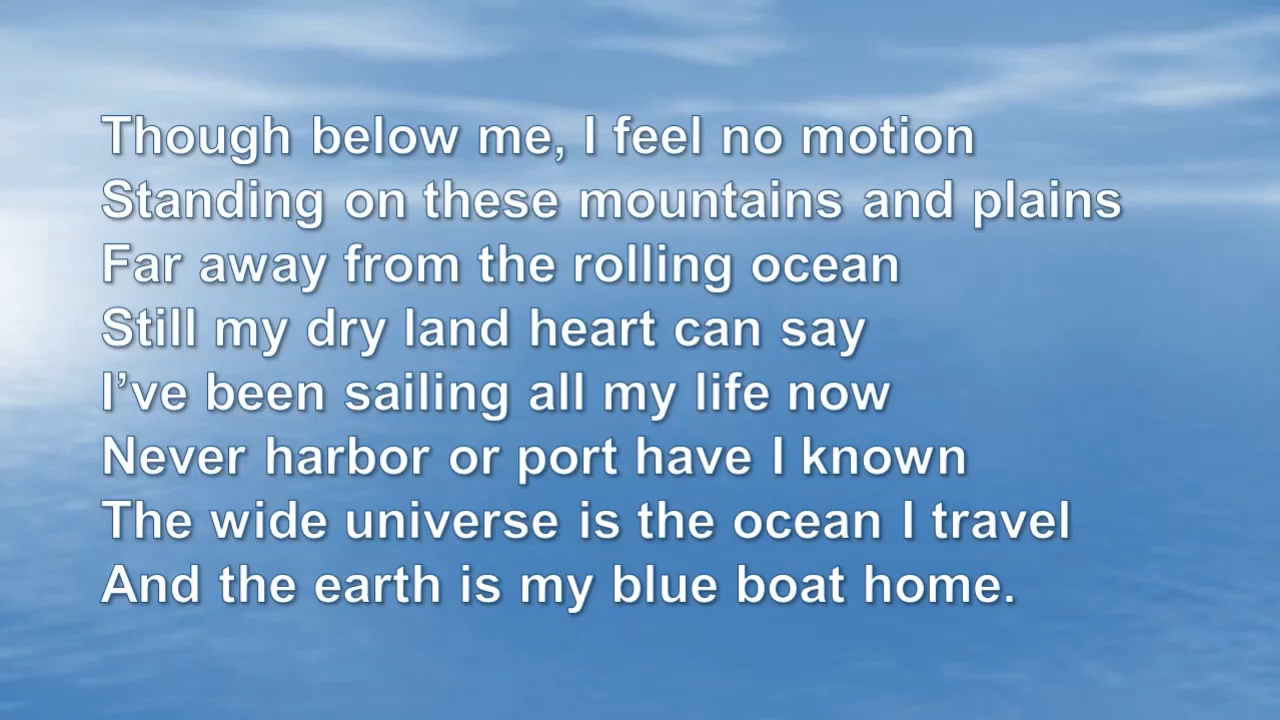 Though below me, I feel no motion
Standing on these mountains and plains
Far away from the rolling ocean
Still my dry land heart can say
I’ve been sailing all my life now
Never harbor or port have I known
The wide universe is the ocean I travel
And the earth is my blue boat home.